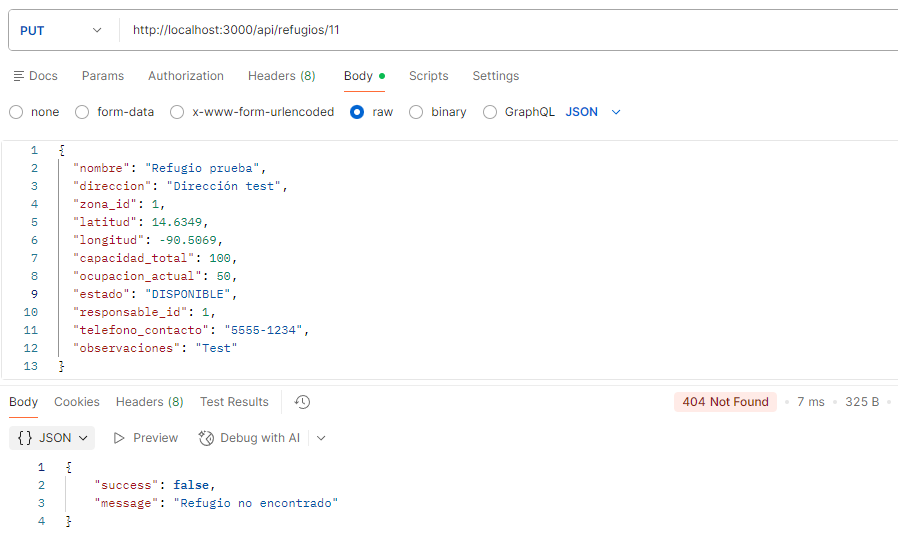 PUT http://localhost:3000/api/refugios/11
Docs Params Authorization Headers (8) Body Scripts Settings
none form-data x-www-form-urlencoded raw binary GraphQL JSON
1 {
2 "nombre": "Refugio prueba",
3 "direccion": "Dirección test",
4 "zona_id": 1,
5 "latitud": 14.6349,
6 "longitud": -90.5069,
7 "capacidad_total": 100,
8 "ocupacion_actual": 50,
9 "estado": "DISPONIBLE",
10 "responsable_id": 1,
11 "telefono_contacto": "5555-1234",
12 "observaciones": "Test"
13 }
Body Cookies Headers (8) Test Results 404 Not Found • 7 ms • 325 B •
{} JSON Preview Debug with AI
1 {
2 "success": false,
3 "message": "Refugio no encontrado"
4 }